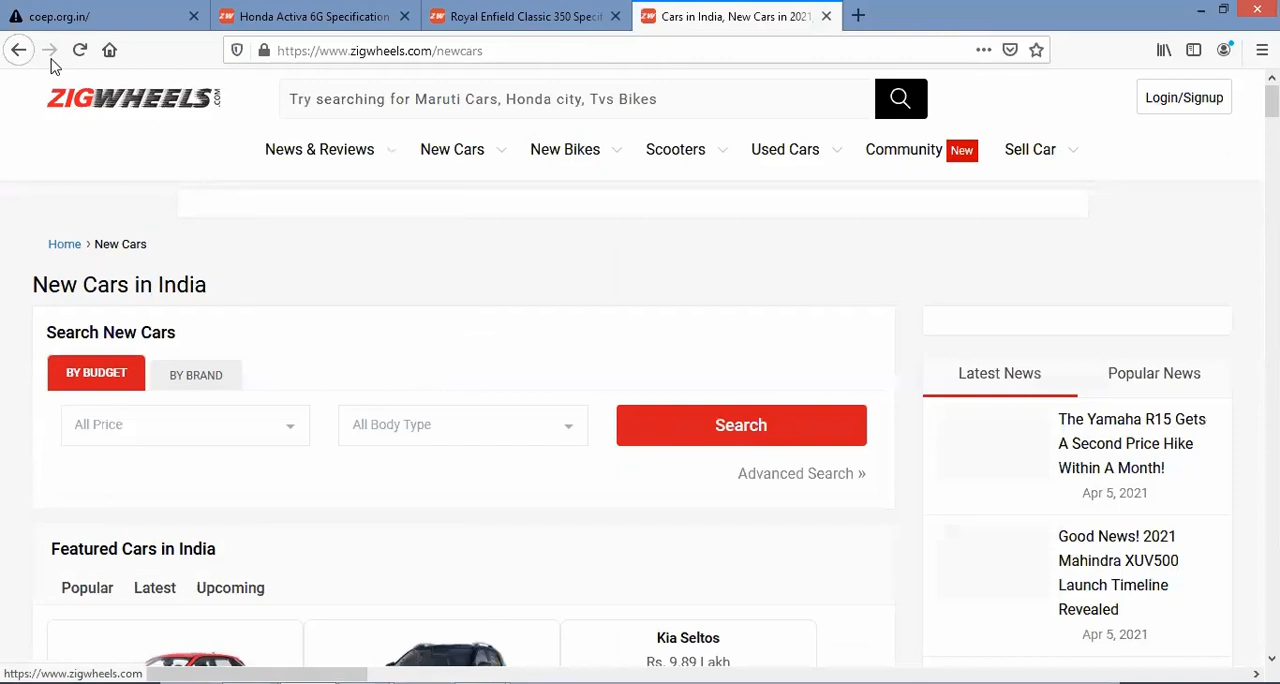 coep.org.in/
Honda Activa 6G Specification
Royal Enfield Classic 350 Specif
Cars in India, New Cars in 2021,
https://www.zigwheels.com/newcars
ZIGWHEELS.COM
Try searching for Maruti Cars, Honda city, Tvs Bikes
Login/Signup
News & Reviews
New Cars
New Bikes
Scooters
Used Cars
Community New
Sell Car
Home › New Cars
New Cars in India
Search New Cars
BY BUDGET
BY BRAND
All Price
All Body Type
Search
Advanced Search »
Featured Cars in India
Popular
Latest
Upcoming
Kia Seltos
Rs. 9.89 Lakh
Latest News
Popular News
The Yamaha R15 Gets
A Second Price Hike
Within A Month!
Apr 5, 2021
Good News! 2021
Mahindra XUV500
Launch Timeline
Revealed
Apr 5, 2021
https://www.zigwheels.com